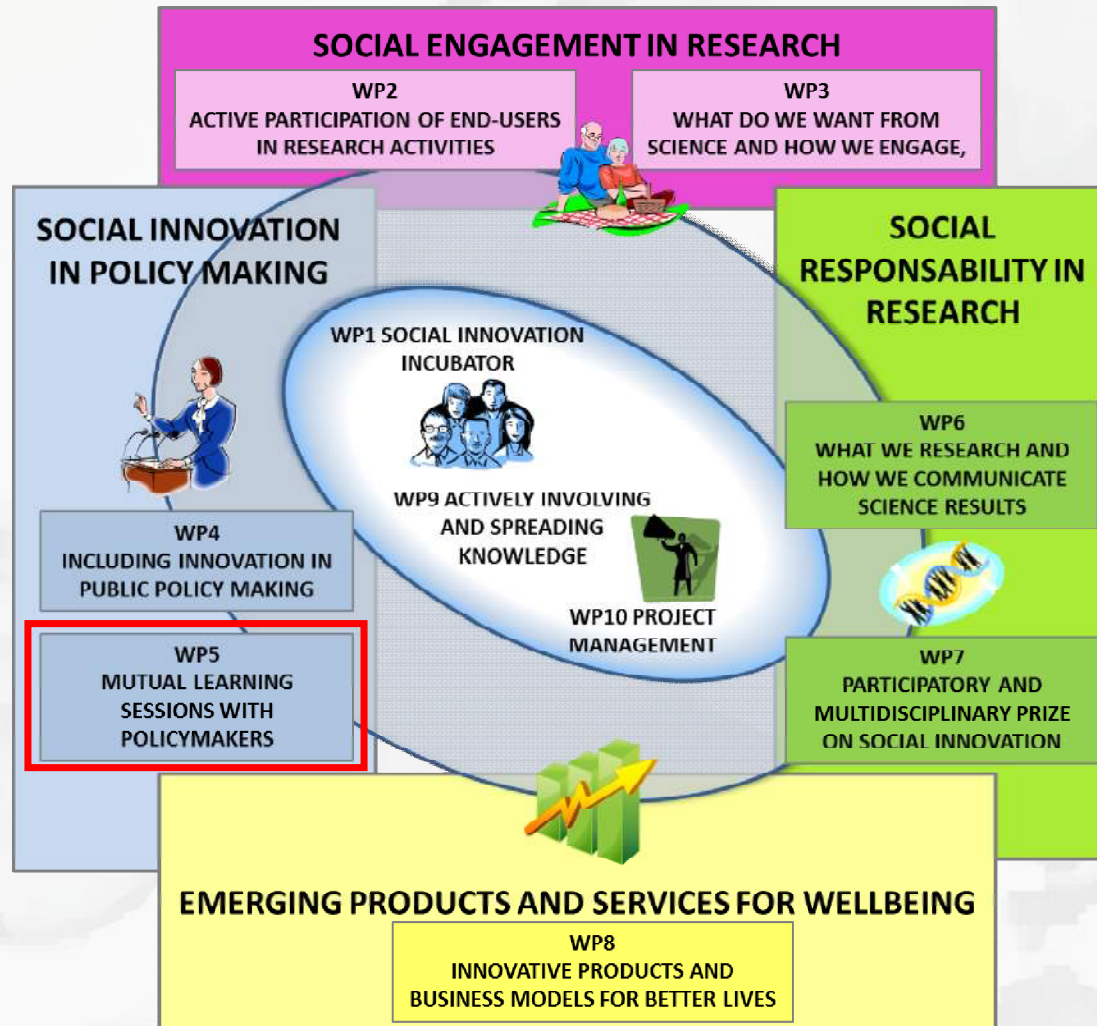 SOCIAL ENGAGEMENT IN RESEARCH
WP2
ACTIVE PARTICIPATION OF END-USERS
IN RESEARCH ACTIVITIES
WP3
WHAT DO WE WANT FROM
SCIENCE AND HOW WE ENGAGE,
SOCIAL INNOVATION
IN POLICY MAKING
SOCIAL
RESPONSABILITY IN
RESEARCH
WP1 SOCIAL INNOVATION
INCUBATOR
WP9 ACTIVELY INVOLVING
AND SPREADING
KNOWLEDGE
WP10 PROJECT
MANAGEMENT
WP4
INCLUDING INNOVATION IN
PUBLIC POLICY MAKING
WP5
MUTUAL LEARNING
SESSIONS WITH
POLICYMAKERS
WP6
WHAT WE RESEARCH AND
HOW WE COMMUNICATE
SCIENCE RESULTS
WP7
PARTICIPATORY AND
MULTIDISCIPLINARY PRIZE
ON SOCIAL INNOVATION
EMERGING PRODUCTS AND SERVICES FOR WELLBEING
WP8
INNOVATIVE PRODUCTS AND
BUSINESS MODELS FOR BETTER LIVES